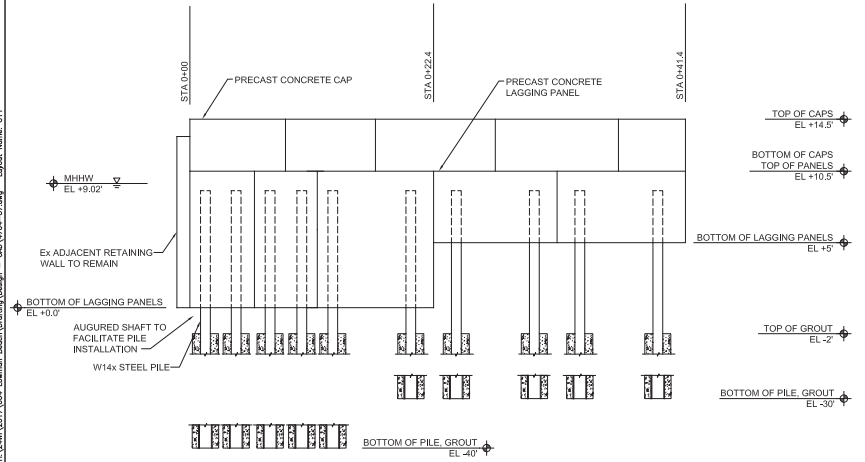 STA 0+00
STA 0+22.4
STA 0+41.4
PRECAST CONCRETE CAP
PRECAST CONCRETE
LAGGING PANEL
TOP OF CAPS
EL +14.5'
BOTTOM OF CAPS
TOP OF PANELS
EL +10.5'
MHHW
EL +9.02'
Ex ADJACENT RETAINING
WALL TO REMAIN
BOTTOM OF LAGGING PANELS
EL +5'
BOTTOM OF LAGGING PANELS
EL +0.0'
AUGURED SHAFT TO
FACILITATE PILE
INSTALLATION
W14x STEEL PILE
TOP OF GROUT
EL -2'
BOTTOM OF PILE, GROUT
EL -30'
BOTTOM OF PILE, GROUT
EL -40'